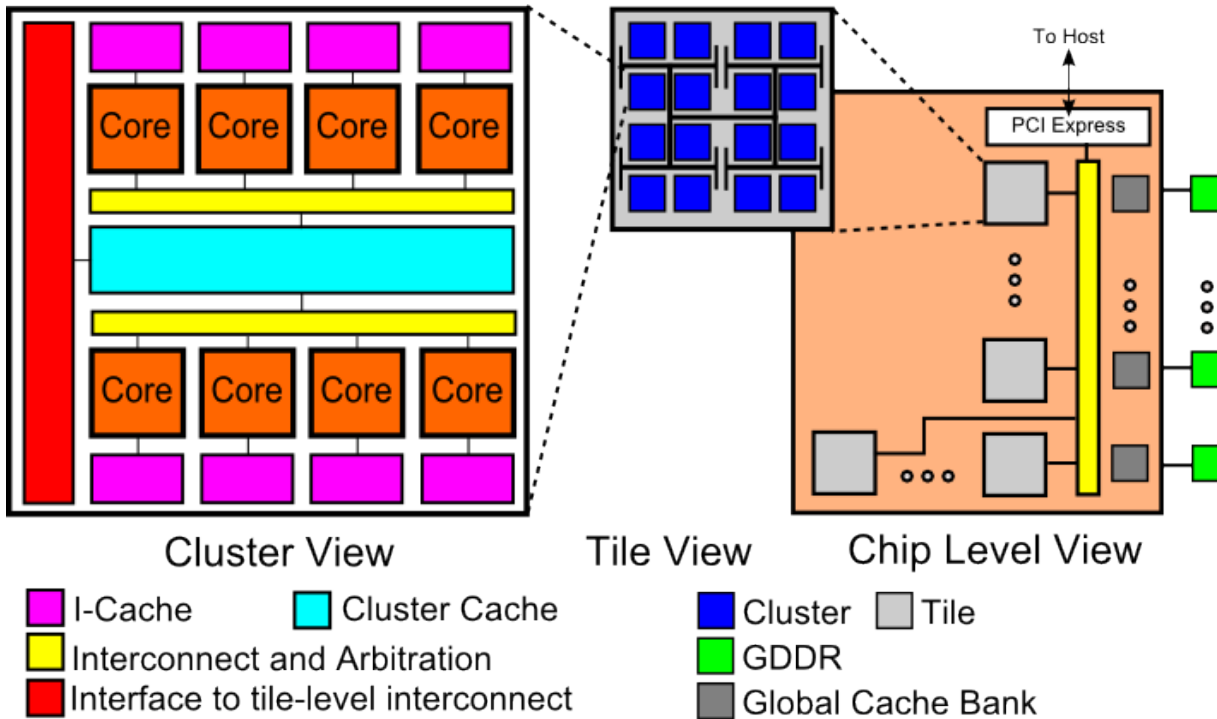 To Host
PCI Express
Core Core Core Core
Core Core Core Core
Cluster View
Tile View
Chip Level View
I-Cache
Cluster Cache
Interconnect and Arbitration
Interface to tile-level interconnect
Cluster
Tile
GDDR
Global Cache Bank